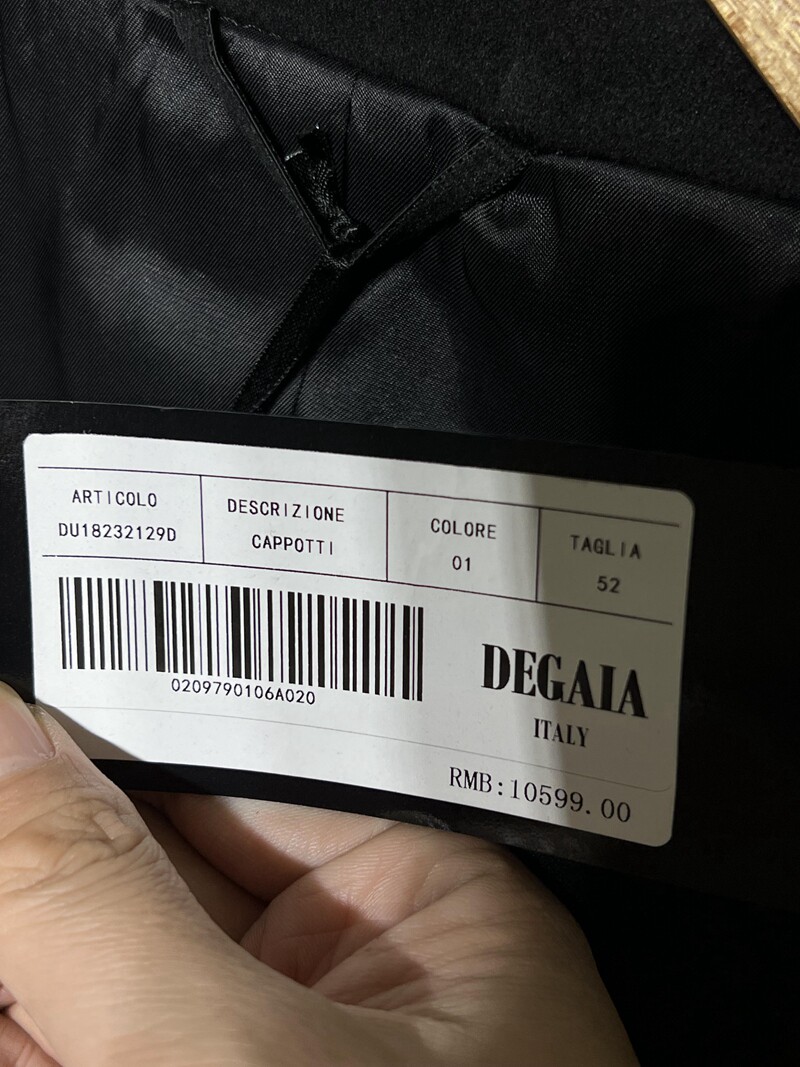 ARTICOLO
DU18232129D
DESCRIZIONE
CAPPOTTI
COLORE
01
TAGLIA
52
0209790106A020
DEGAIA
ITALY
RMB:10599.00